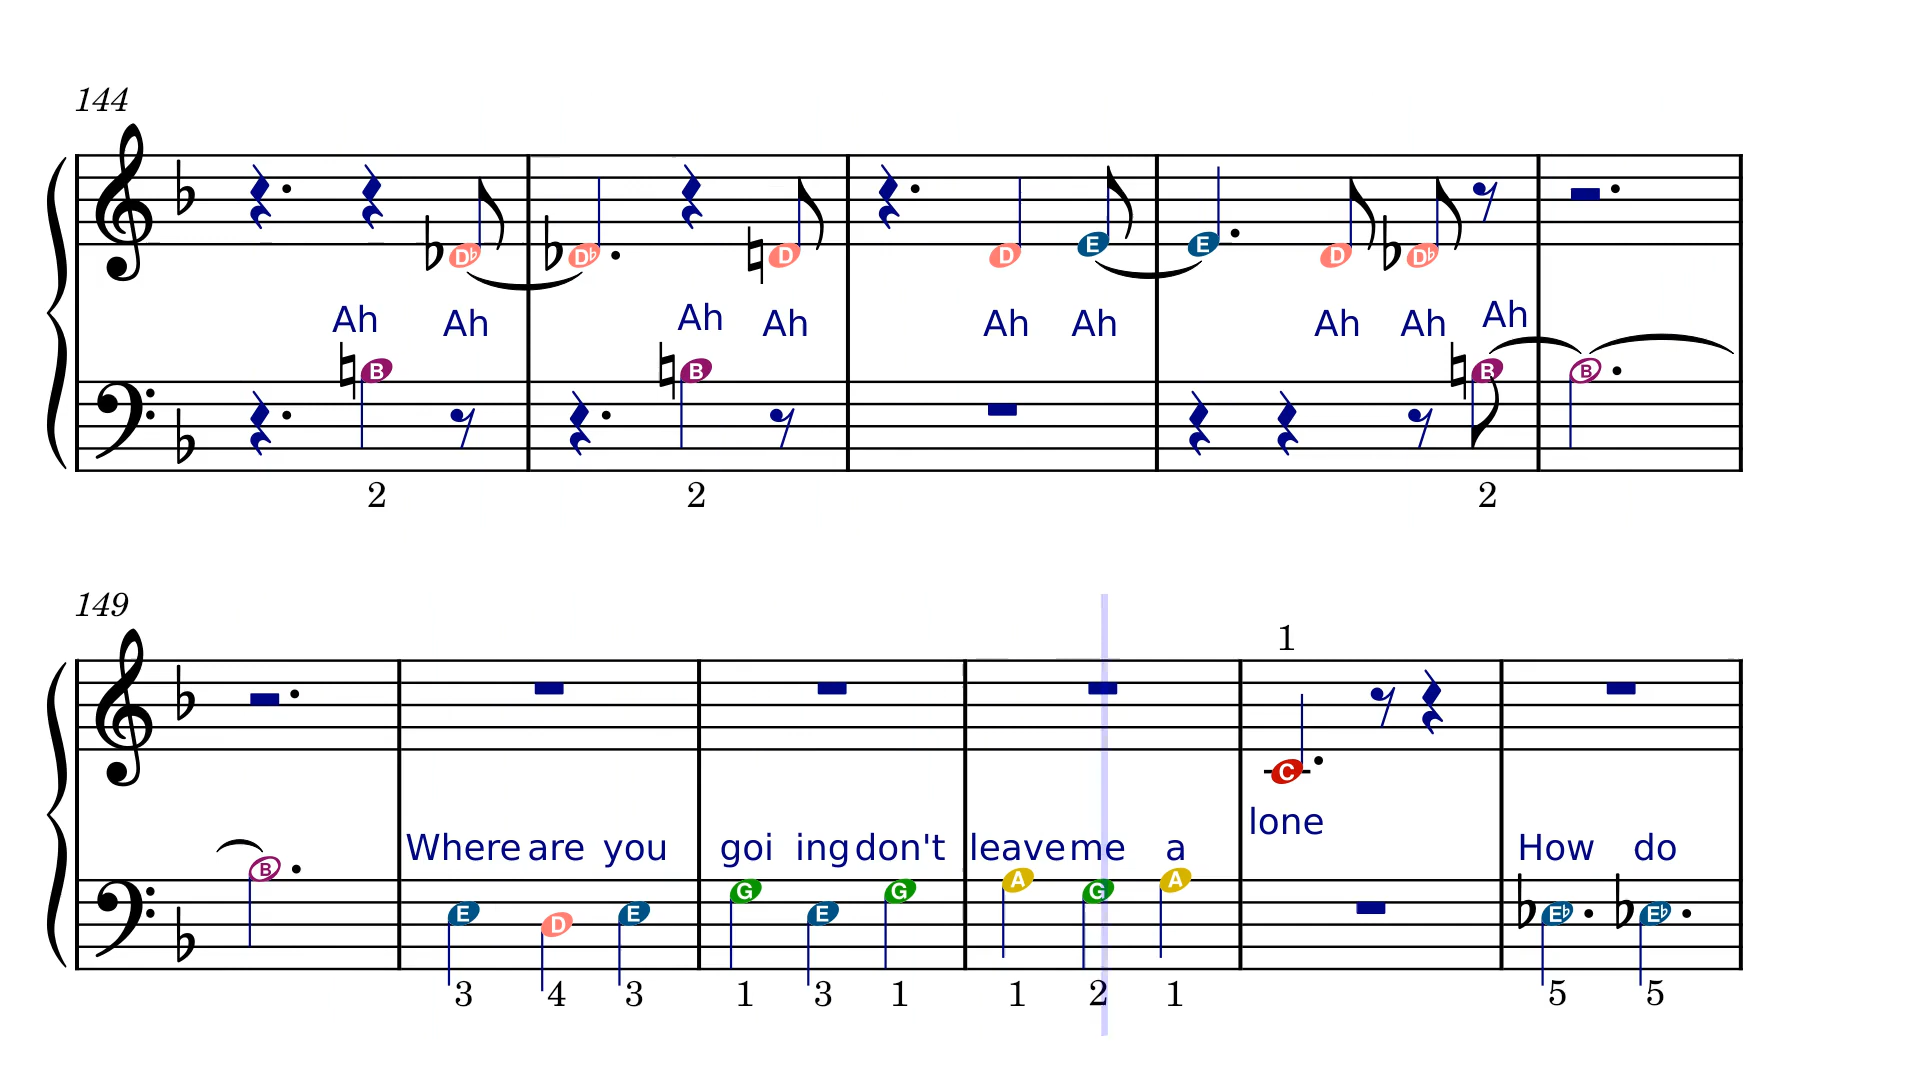 144
D♭ D♭ D D E E D D♭
Ah Ah Ah Ah Ah Ah Ah Ah Ah
B B B B
2 2 2
149
1
C
lone
Where are you goi ing don't leave me a How do
B E D E G E G A G A E♭ E♭
3 4 3 1 3 1 1 2 1 5 5